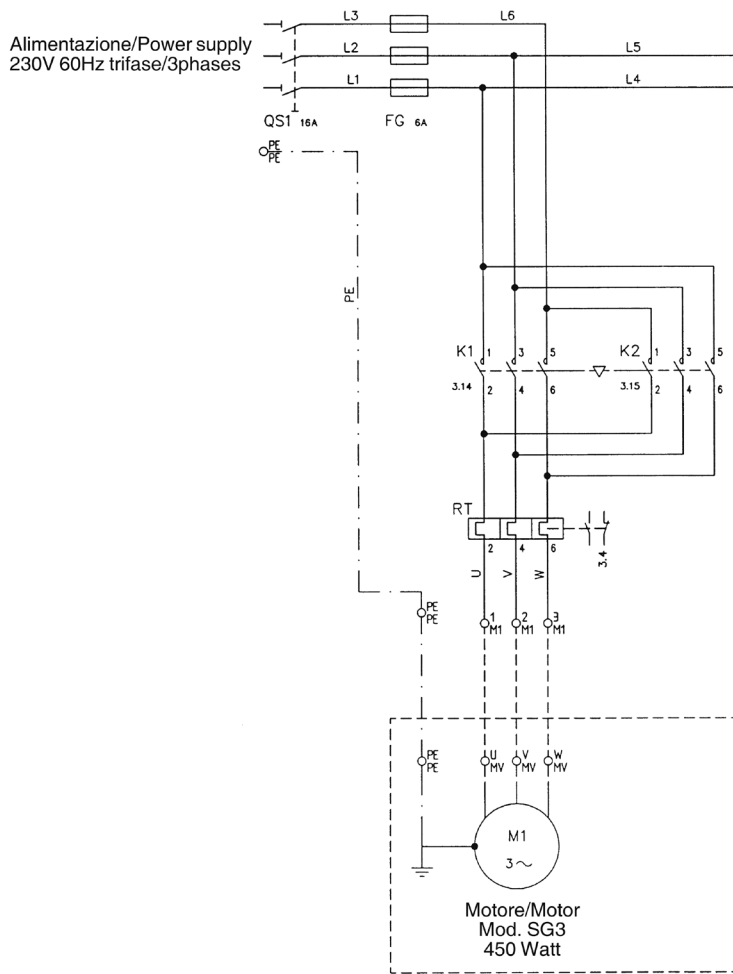 L3
L6
Alimentazione/Power supply
L2
L5
230V 60Hz trifase/3phases
L1
L4
QS1 16A
FG 6A
PE
PE
PE
K1
1
3
5
K2
1
3
5
3.14
2
4
6
3.15
2
4
6
RT
2
4
6
3.4
U
V
W
PE
PE
1
M1
2
M1
3
M1
PE
PE
U
MV
V
MV
W
MV
M1
3~
Motore/Motor
Mod. SG3
450 Watt